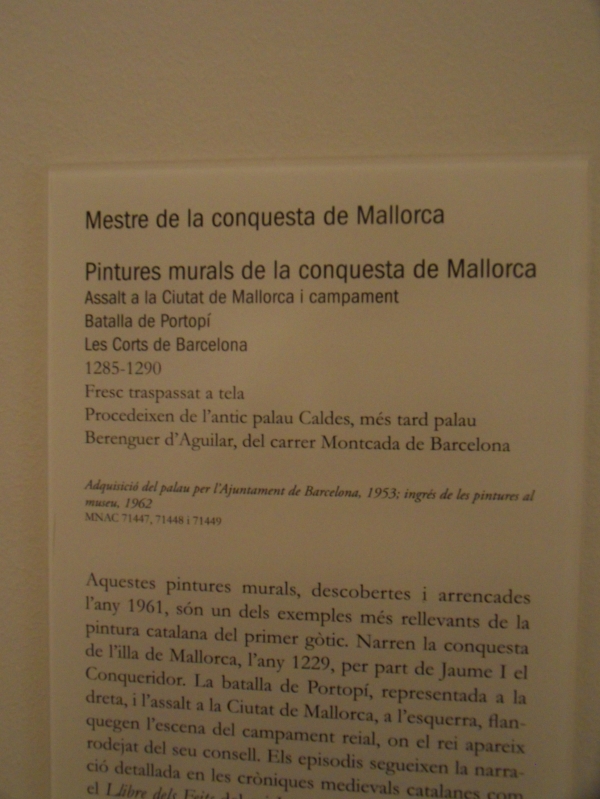 Mestre de la conquesta de Mallorca
Pintures murals de la conquesta de Mallorca
Assalt a la Ciutat de Mallorca i campament
Batalla de Portopí
Les Corts de Barcelona
1285-1290
Fresc traspassat a tela
Procedeixen de l'antic palau Caldes, més tard palau
Berenguer d'Aguilar, del carrer Montcada de Barcelona
Adquisició del palau per l'Ajuntament de Barcelona, 1953; ingrés de les pintures al
museu, 1962
MNAC 71447, 71448 i 71449
Aquestes pintures murals, descobertes i arrencades
l'any 1961, són un dels exemples més rellevants de la
pintura catalana del primer gòtic. Narren la conquesta
de l'illa de Mallorca, l'any 1229, per part de Jaume I el
Conqueridor. La batalla de Portopí, representada a la
dreta, i l'assalt a la Ciutat de Mallorca, a l'esquerra, flan-
quegen l'escena del campament reial, on el rei apareix
rodejat del seu consell. Els episodis segueixen la narra-
ció detallada en les cròniques medievals catalanes com
el Llibre dels Feits